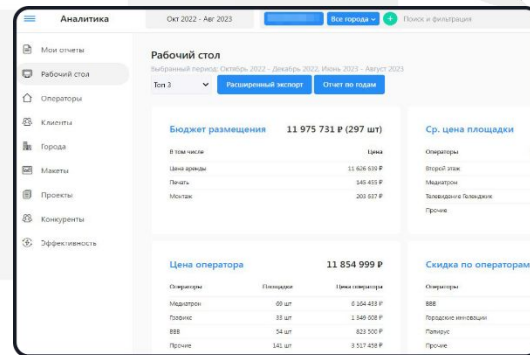 Аналитика
Окт 2022 - Авг 2023
Все города
Поиск и фильтрация
Мои отчеты
Рабочий стол
Операторы
Клиенты
Города
Макеты
Проекты
Конкуренты
Эффективность
Рабочий стол
Выбранный период: Октябрь 2022 - Декабрь 2022, Июнь 2023 - Август 2023
Топ 3
Расширенный экспорт
Отчет по годам
Бюджет размещения 11 975 731 ₽ (297 шт)
В том числе Цена
Цена аренды 11 626 639 ₽
Печать 145 455 ₽
Монтаж 203 637 ₽
Ср. цена площадки
Операторы
Второй этаж
Медиатрон
Телевидение Геленджик
Прочие
Цена оператора 11 854 999 ₽
Операторы Площадки Цена оператора
Медиатрон 69 шт 6 164 453 ₽
Графикс 33 шт 1 349 608 ₽
ВВВ 54 шт 823 500 ₽
Прочие 141 шт 3 517 438 ₽
Скидка по операторам
Операторы
ВВВ
Городские инновации
Папирус
Прочие